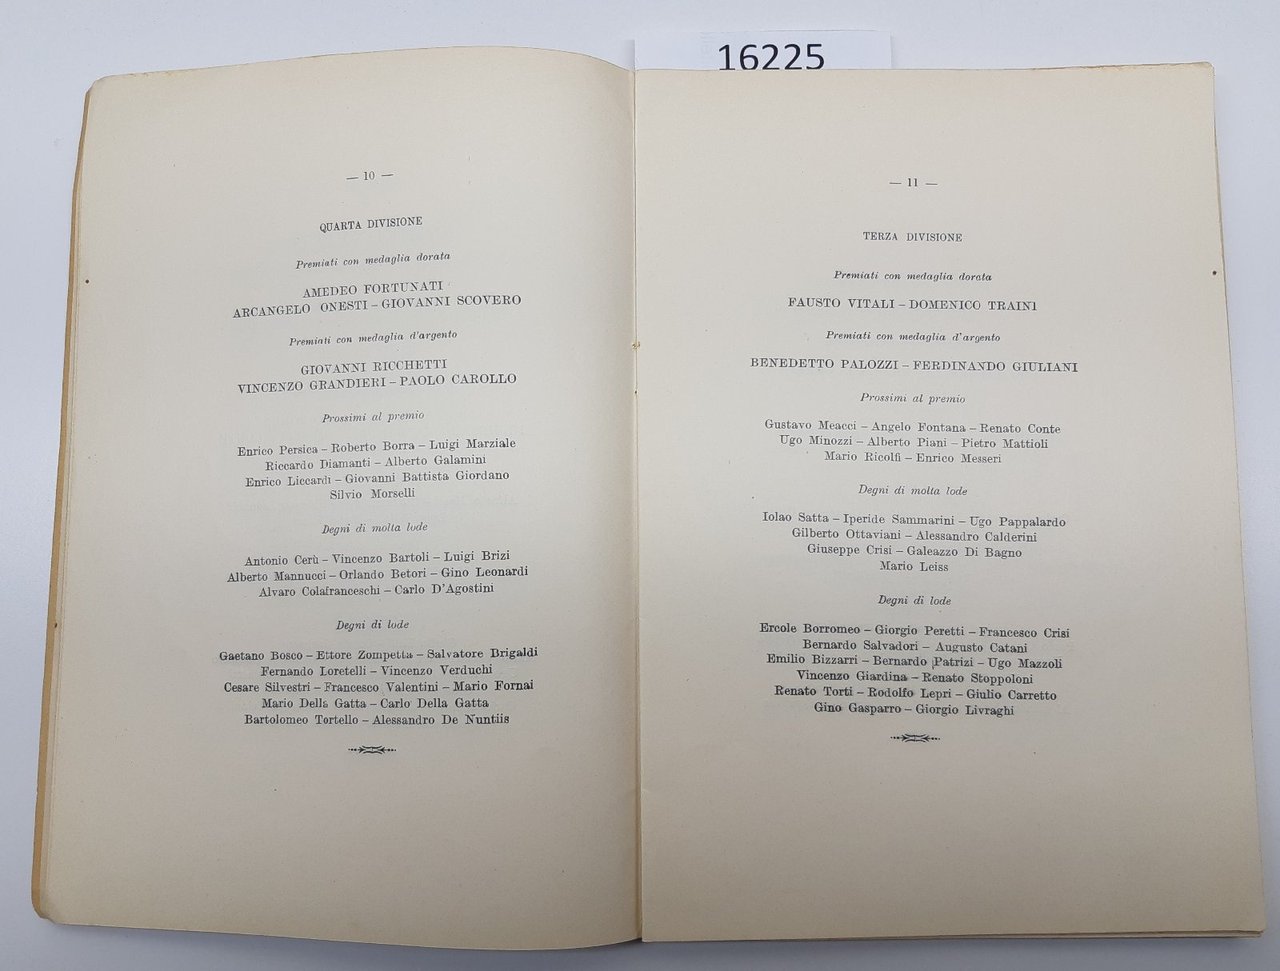 16225
— 10 —
QUARTA DIVISIONE
Premiati con medaglia dorata
AMEDEO FORTUNATI
ARCANGELO ONESTI – GIOVANNI SCOVERO
Premiati con medaglia d'argento
GIOVANNI RICCHETTI
VINCENZO GRANDIERI – PAOLO CAROLLO
Prossimi al premio
Enrico Persica – Roberto Borra – Luigi Marziale
Riccardo Diamanti – Alberto Galamini
Enrico Liccardi – Giovanni Battista Giordano
Silvio Morselli
Degni di molta lode
Antonio Cerù – Vincenzo Bartoli – Luigi Brizi
Alberto Mannucci – Orlando Betori – Gino Leonardi
Alvaro Colafranceschi – Carlo D'Agostini
Degni di lode
Gaetano Bosco – Ettore Zompetta – Salvatore Brigaldi
Fernando Loretelli – Vincenzo Verduchi
Cesare Silvestri – Francesco Valentini – Mario Fornai
Mario Della Gatta – Carlo Della Gatta
Bartolomeo Tortello – Alessandro De Nuntiis
— 11 —
TERZA DIVISIONE
Premiati con medaglia dorata
FAUSTO VITALI – DOMENICO TRAINI
Premiati con medaglia d'argento
BENEDETTO PALOZZI – FERDINANDO GIULIANI
Prossimi al premio
Gustavo Meacci – Angelo Fontana – Renato Conte
Ugo Minozzi – Alberto Piani – Pietro Mattioli
Mario Ricolfi – Enrico Messeri
Degni di molta lode
Iolao Satta – Iperide Sammarini – Ugo Pappalardo
Gilberto Ottaviani – Alessandro Calderini
Giuseppe Crisi – Galeazzo Di Bagno
Mario Leiss
Degni di lode
Ercole Borromeo – Giorgio Peretti – Francesco Crisi
Bernardo Salvadori – Augusto Catani
Emilio Bizzarri – Bernardo Patrizi – Ugo Mazzoli
Vincenzo Giardina – Renato Stoppoloni
Renato Torti – Rodolfo Lepri – Giulio Carretto
Gino Gasparro – Giorgio Livraghi